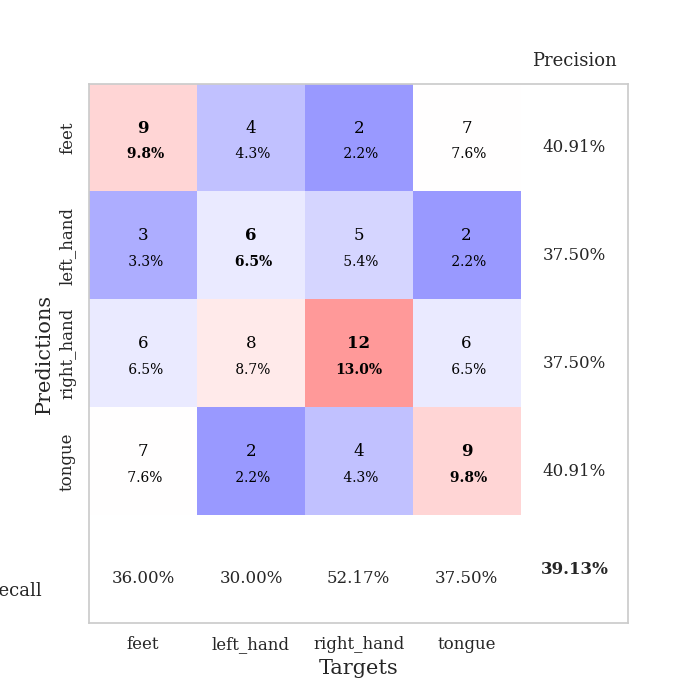 Precision
feet 9 4 2 7 40.91%
9.8% 4.3% 2.2% 7.6%
left_hand 3 6 5 2 37.50%
3.3% 6.5% 5.4% 2.2%
Predictions
right_hand 6 8 12 6 37.50%
6.5% 8.7% 13.0% 6.5%
tongue 7 2 4 9 40.91%
7.6% 2.2% 4.3% 9.8%
ecall 36.00% 30.00% 52.17% 37.50% 39.13%
feet left_hand right_hand tongue
Targets